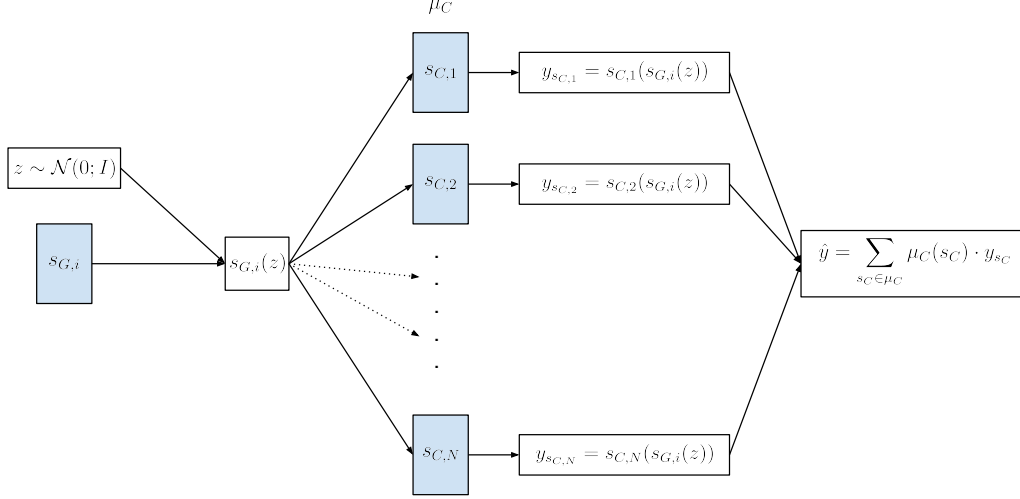 μ_C
s_{C,1}
y_{s_{C,1}} = s_{C,1}(s_{G,i}(z))
z ∼ 𝒩(0; I)
s_{C,2}
y_{s_{C,2}} = s_{C,2}(s_{G,i}(z))
s_{G,i}
s_{G,i}(z)
ŷ = ∑_{s_C∈μ_C} μ_C(s_C) · y_{s_C}
.
.
.
.
s_{C,N}
y_{s_{C,N}} = s_{C,N}(s_{G,i}(z))